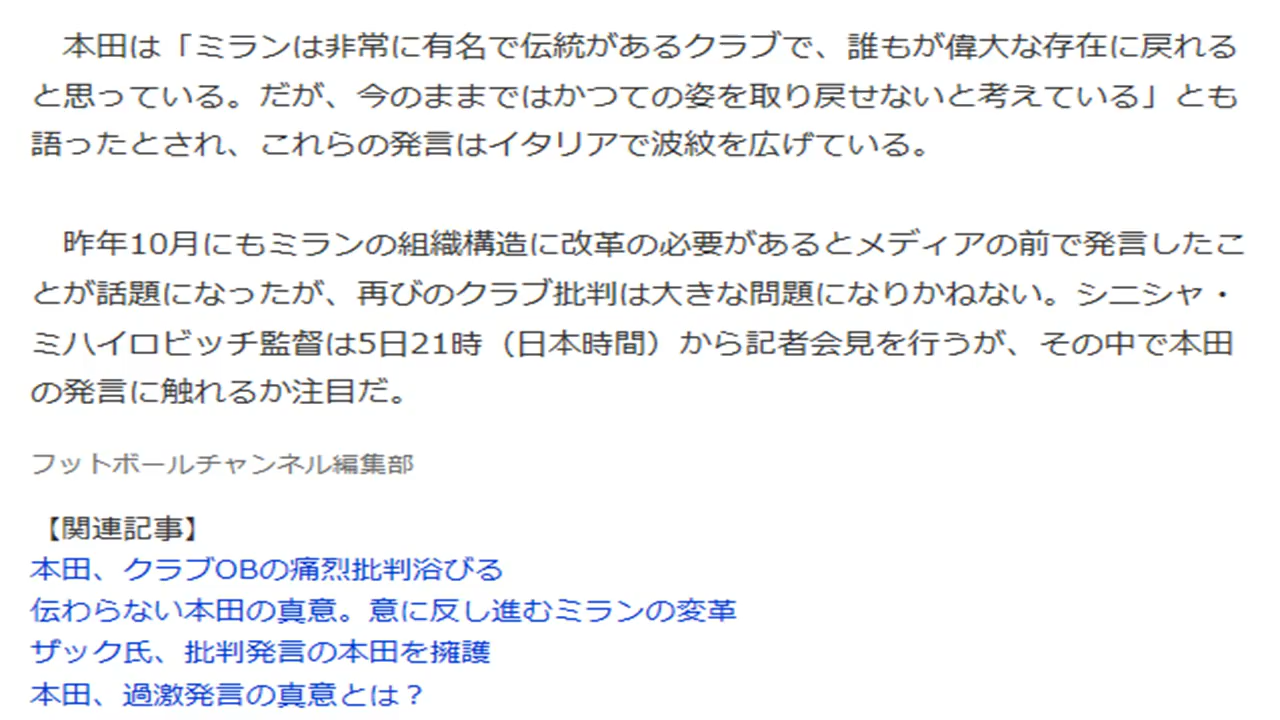 本田は「ミランは非常に有名で伝統があるクラブで、誰もが偉大な存在に戻れる
と思っている。だが、今のままではかつての姿を取り戻せないと考えている」とも
語ったとされ、これらの発言はイタリアで波紋を広げている。
昨年10月にもミランの組織構造に改革の必要があるとメディアの前で発言したこ
とが話題になったが、再びのクラブ批判は大きな問題になりかねない。シニシャ・
ミハイロビッチ監督は5日21時（日本時間）から記者会見を行うが、その中で本田
の発言に触れるか注目だ。
フットボールチャンネル編集部
【関連記事】
本田、クラブOBの痛烈批判浴びる
伝わらない本田の真意。意に反し進むミランの変革
ザック氏、批判発言の本田を擁護
本田、過激発言の真意とは？